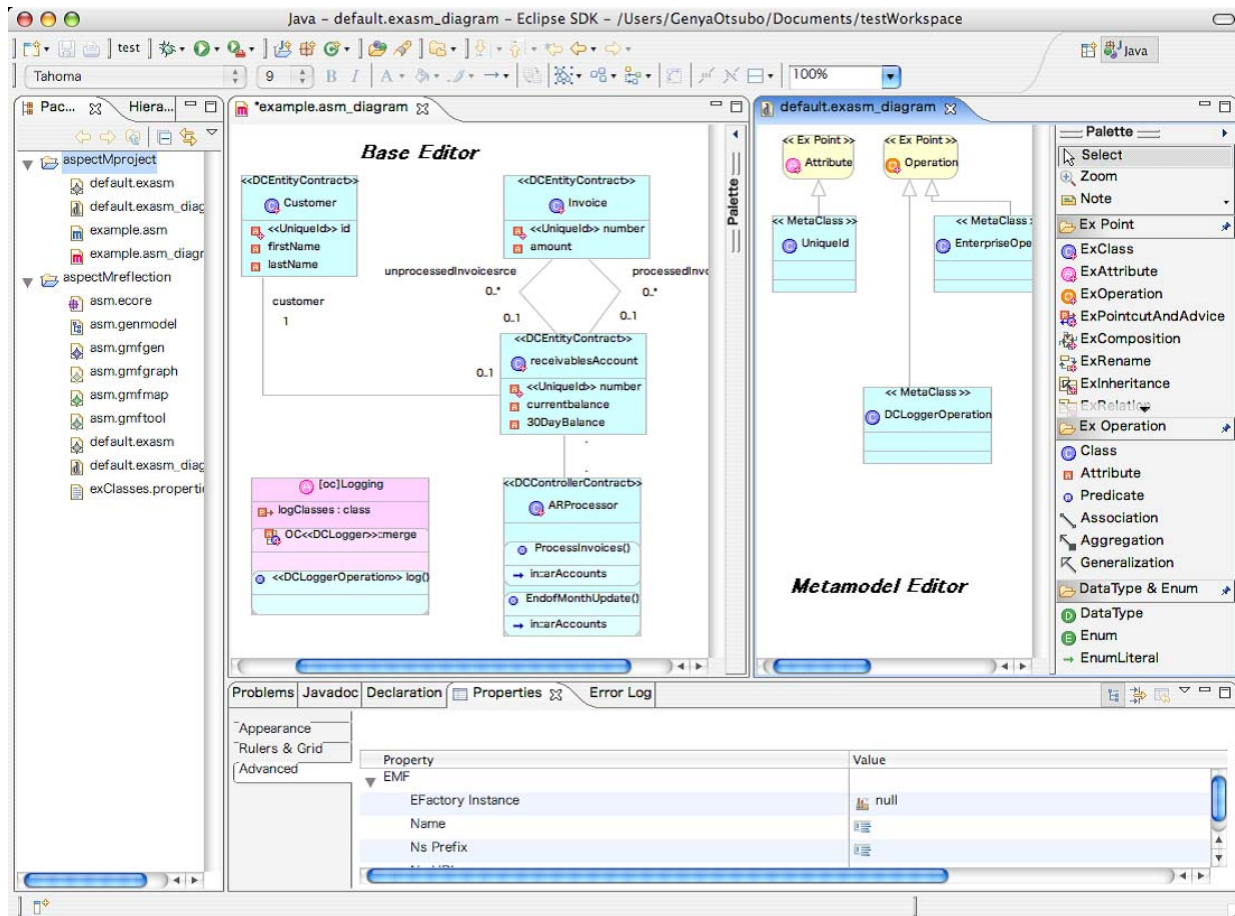 Java – default.exasm_diagram – Eclipse SDK – /Users/GenyaOtsubo/Documents/testWorkspace
test
Java
Tahoma
9
B I A
100%
Pac...
Hiera...
aspectMproject
default.exasm
default.exasm_diag
example.asm
example.asm_diagr
aspectMreflection
asm.ecore
asm.genmodel
asm.gmfgen
asm.gmfgraph
asm.gmfmap
asm.gmftool
default.exasm
default.exasm_diag
exClasses.properti
*example.asm_diagram
Base Editor
<<DCEntityContract>>
Customer
<<UniqueId>> id
firstName
lastName
<<DCEntityContract>>
Invoice
<<UniqueId>> number
amount
unprocessedInvoicesrce
processedInvo
0..*
0..*
customer
1
0..1
0..1
0..1
<<DCEntityContract>>
receivablesAccount
<<UniqueId>> number
currentbalance
30DayBalance
[oc]Logging
logClasses : class
OC<<DCLogger>>::merge
<<DCLoggerOperation>> log()
<<DCControllerContract>>
ARProcessor
ProcessInvoices()
in::arAccounts
EndofMonthUpdate()
in::arAccounts
Palette
default.exasm_diagram
<< Ex Point >>
Attribute
<< Ex Point >>
Operation
<< MetaClass >>
UniqueId
<< MetaClass :
EnterpriseOpe
<< MetaClass >>
DCLoggerOperation
Metamodel Editor
Palette
Select
Zoom
Note
Ex Point
ExClass
ExAttribute
ExOperation
ExPointcutAndAdvice
ExComposition
ExRename
ExInheritance
ExRelation
Ex Operation
Class
Attribute
Predicate
Association
Aggregation
Generalization
DataType & Enum
DataType
Enum
EnumLiteral
Problems Javadoc Declaration Properties Error Log
Appearance
Rulers & Grid
Advanced
Property Value
EMF
EFactory Instance null
Name
Ns Prefix